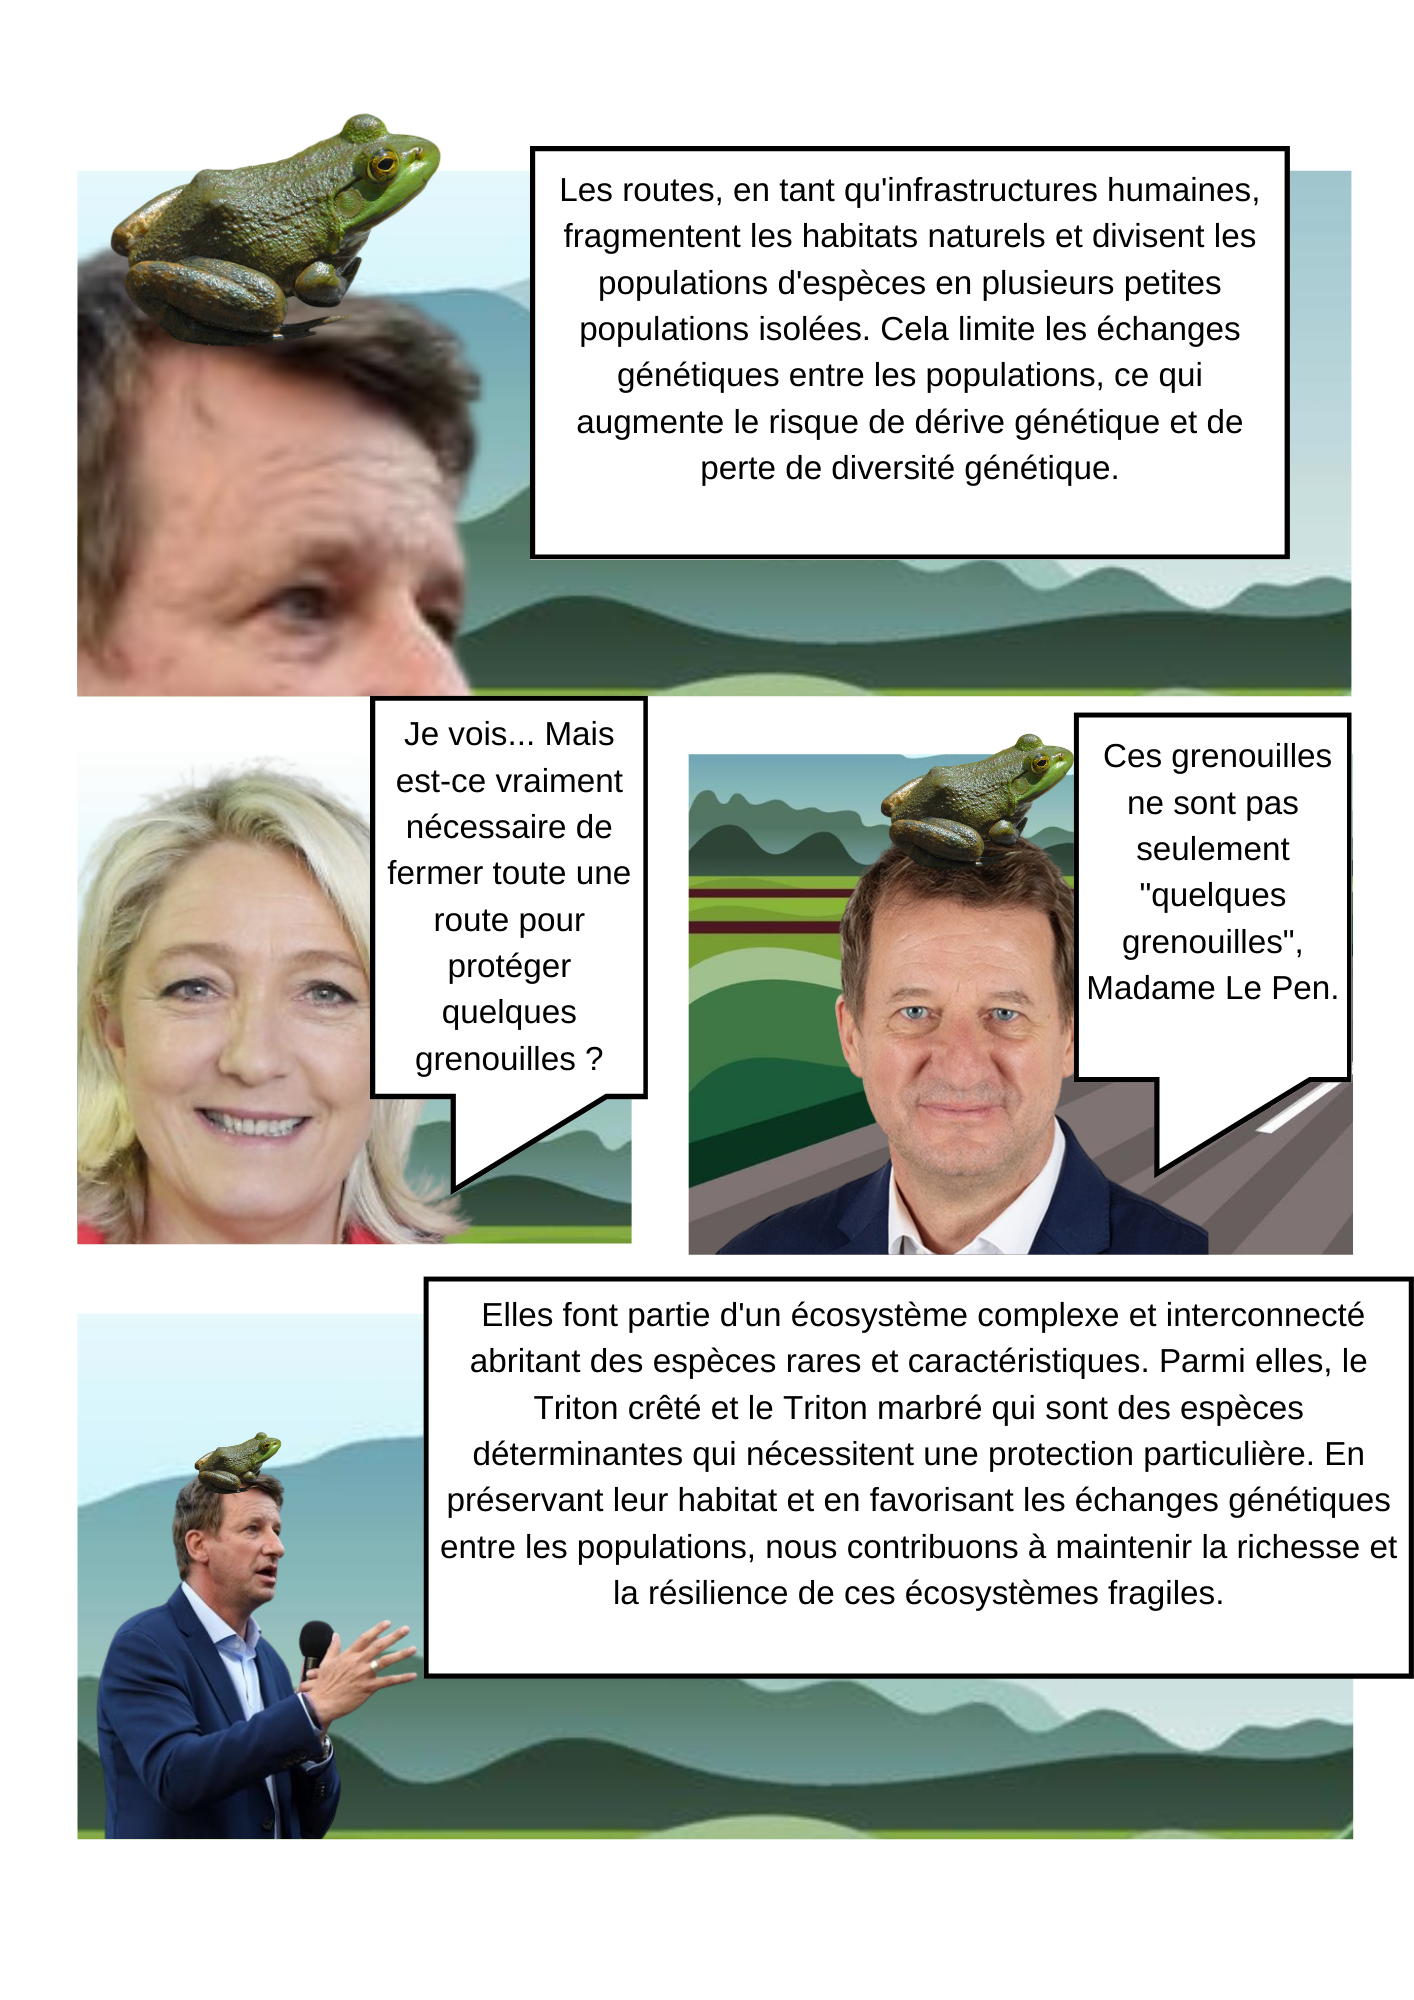 Les routes, en tant qu'infrastructures humaines,
fragmentent les habitats naturels et divisent les
populations d'espèces en plusieurs petites
populations isolées. Cela limite les échanges
génétiques entre les populations, ce qui
augmente le risque de dérive génétique et de
perte de diversité génétique.
Je vois... Mais
est-ce vraiment
nécessaire de
fermer toute une
route pour
protéger
quelques
grenouilles ?
Ces grenouilles
ne sont pas
seulement
"quelques
grenouilles",
Madame Le Pen.
Elles font partie d'un écosystème complexe et interconnecté
abritant des espèces rares et caractéristiques. Parmi elles, le
Triton crêté et le Triton marbré qui sont des espèces
déterminantes qui nécessitent une protection particulière. En
préservant leur habitat et en favorisant les échanges génétiques
entre les populations, nous contribuons à maintenir la richesse et
la résilience de ces écosystèmes fragiles.